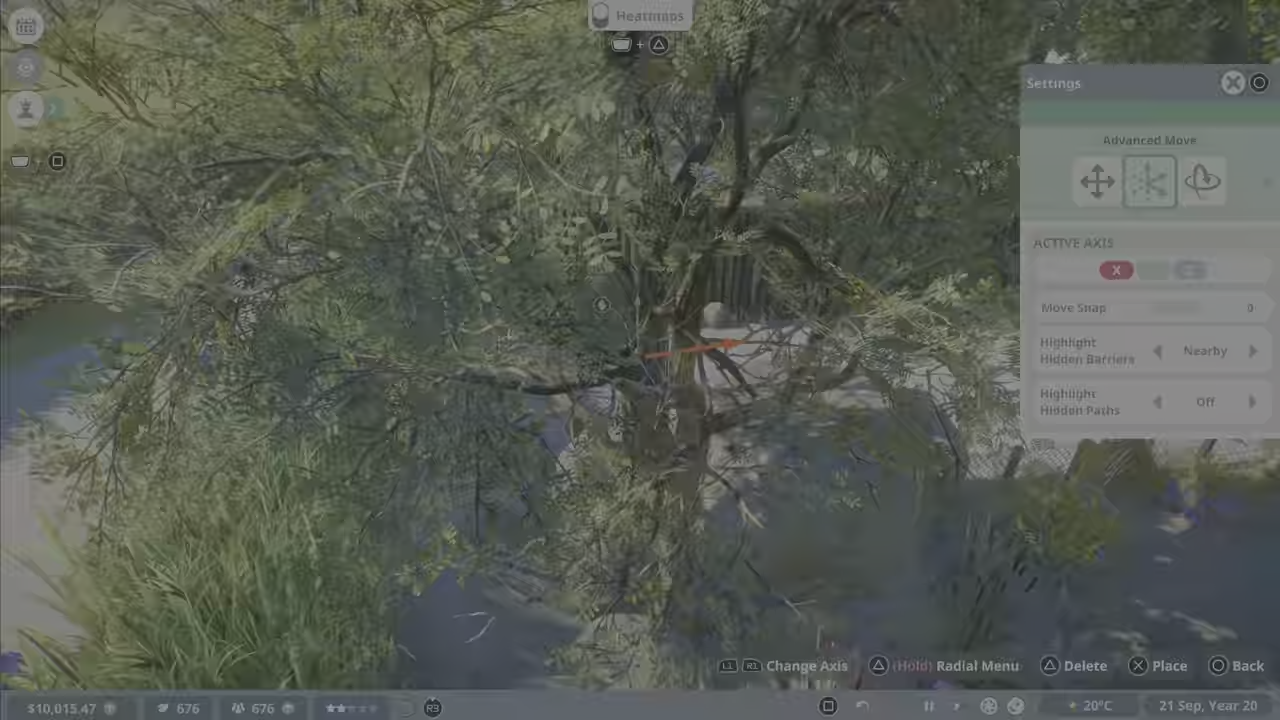 Heatmaps
+
Settings
Advanced Move
ACTIVE AXIS
X
Move Snap 0
Highlight
Hidden Barriers Nearby
Highlight
Hidden Paths Off
L1 R1 Change Axis (Hold) Radial Menu Delete Place Back
$10,015.47 676 676 R3 20°C 21 Sep, Year 20